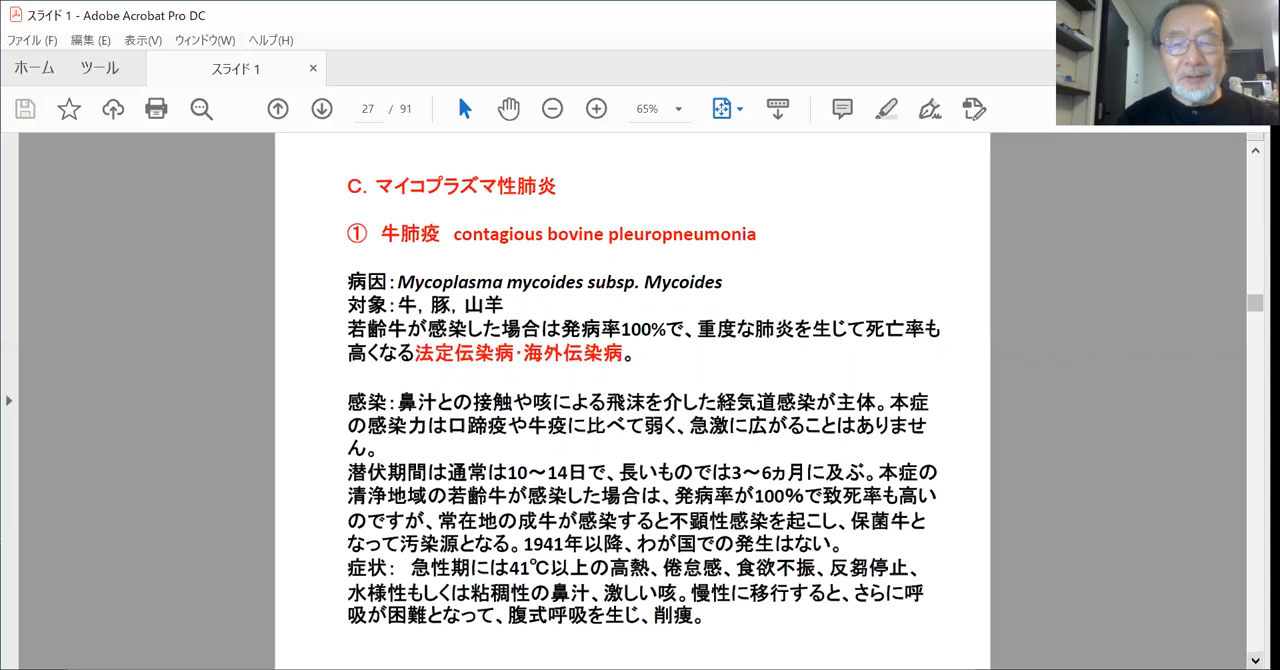 スライド 1 - Adobe Acrobat Pro DC
ファイル(F) 編集(E) 表示(V) ウィンドウ(W) ヘルプ(H)
ホーム ツール スライド 1 ×
27 / 91 65%
C. マイコプラズマ性肺炎
① 牛肺疫 contagious bovine pleuropneumonia
病因：Mycoplasma mycoides subsp. Mycoides
対象：牛，豚，山羊
若齢牛が感染した場合は発病率100%で、重度な肺炎を生じて死亡率も
高くなる法定伝染病・海外伝染病。
感染：鼻汁との接触や咳による飛沫を介した経気道感染が主体。本症
の感染力は口蹄疫や牛疫に比べて弱く、急激に広がることはありませ
ん。
潜伏期間は通常は10～14日で、長いものでは3～6ヵ月に及ぶ。本症の
清浄地域の若齢牛が感染した場合は、発病率が100％で致死率も高い
のですが、常在地の成牛が感染すると不顕性感染を起こし、保菌牛と
なって汚染源となる。1941年以降、わが国での発生はない。
症状： 急性期には41℃以上の高熱、倦怠感、食欲不振、反芻停止、
水様性もしくは粘稠性の鼻汁、激しい咳。慢性に移行すると、さらに呼
吸が困難となって、腹式呼吸を生じ、削痩。